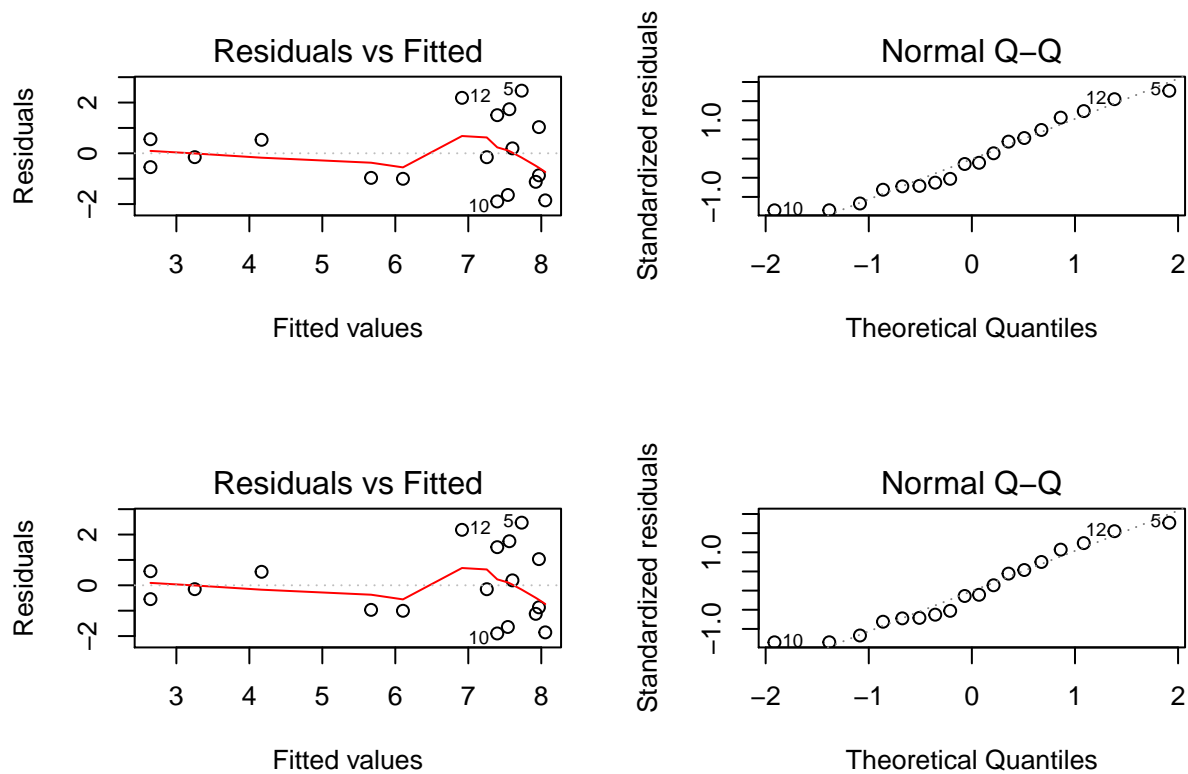 Residuals vs Fitted
Residuals
2
0
−2
12
5
10
3 4 5 6 7 8
Fitted values
Normal Q−Q
Standardized residuals
1.0
−1.0
12
5
10
−2 −1 0 1 2
Theoretical Quantiles
Residuals vs Fitted
Residuals
2
0
−2
12
5
10
3 4 5 6 7 8
Fitted values
Normal Q−Q
Standardized residuals
1.0
−1.0
12
5
10
−2 −1 0 1 2
Theoretical Quantiles